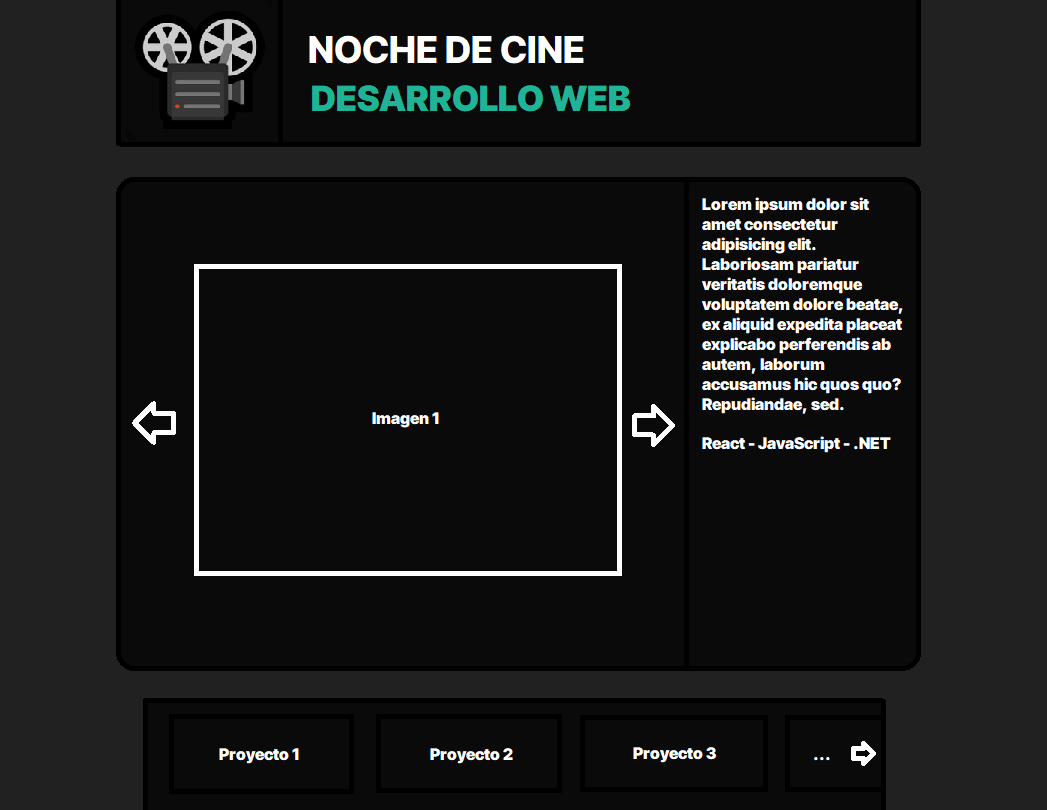 NOCHE DE CINE
DESARROLLO WEB
Lorem ipsum dolor sit
amet consectetur
adipisicing elit.
Laboriosam pariatur
veritatis doloremque
voluptatem dolore beatae,
ex aliquid expedita placeat
explicabo perferendis ab
autem, laborum
accusamus hic quos quo?
Repudiandae, sed.
React - JavaScript - .NET
Imagen 1
Proyecto 1
Proyecto 2
Proyecto 3
...